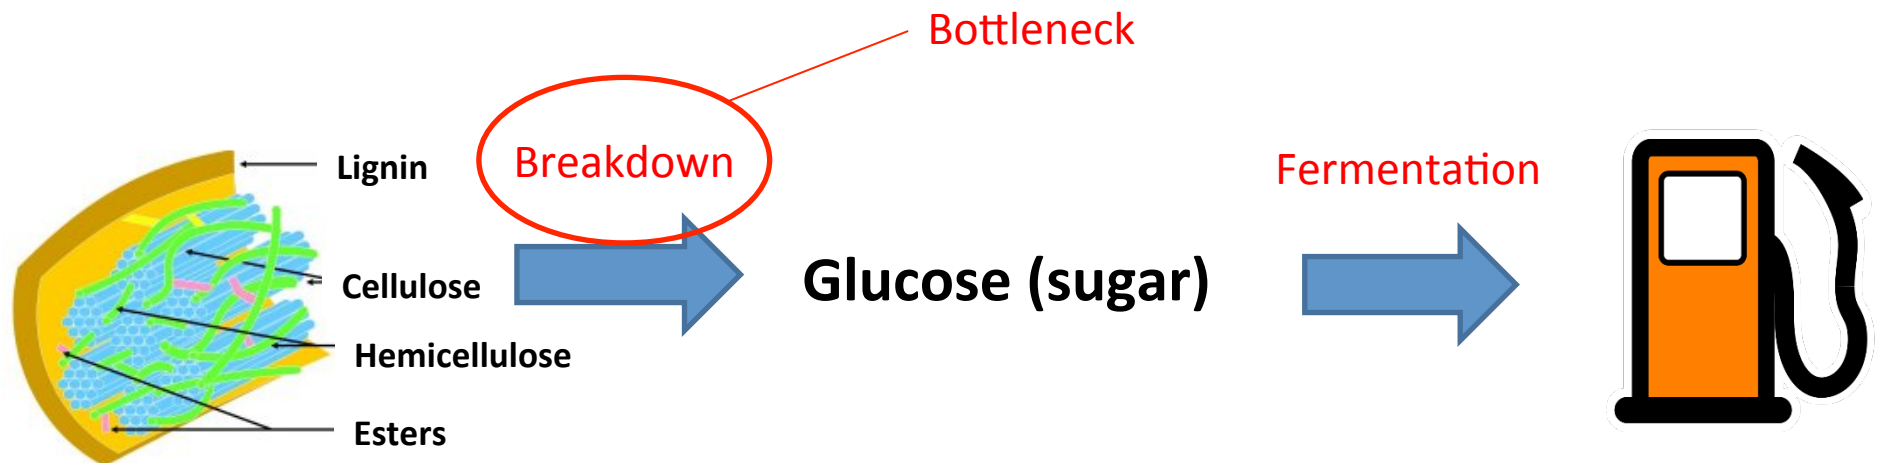 Bottleneck
Breakdown
Fermentation
Lignin
Cellulose
Glucose (sugar)
Hemicellulose
Esters